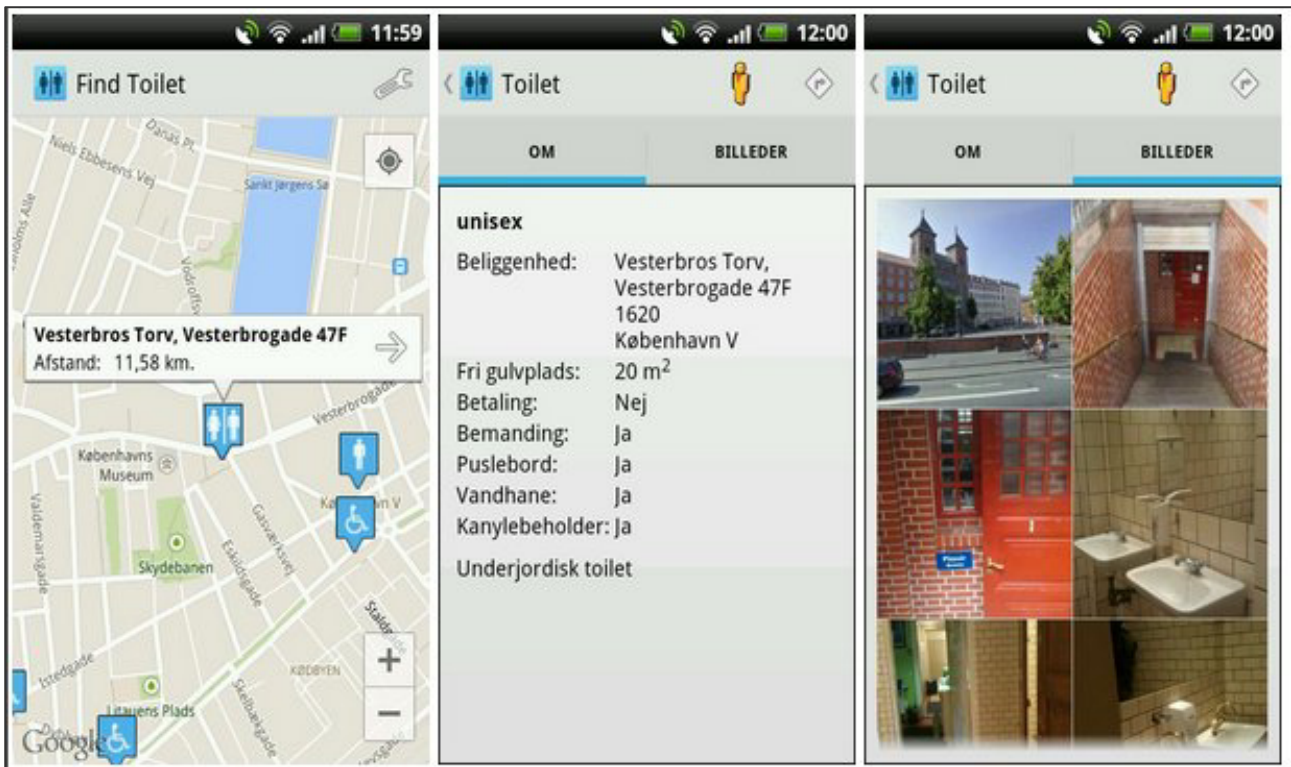 11:59
Find Toilet
Danas Pl.
Niels Ebbesens Vej
Sankt Jørgens Sø
Vesterbros Torv, Vesterbrogade 47F
Afstand: 11,58 km.
Vesterbrogade
Københavns
Museum
Valdemarsgade
Gasværksvej
Eskildsgade
Skydebanen
Istedgade
KØDBYEN
Litauens Plads
Skelbækgade
Google
12:00
Toilet
OM
BILLEDER
unisex
Beliggenhed: Vesterbros Torv,
Vesterbrogade 47F
1620
København V
Fri gulvplads: 20 m²
Betaling: Nej
Bemanding: Ja
Puslebord: Ja
Vandhane: Ja
Kanylebeholder: Ja
Underjordisk toilet
12:00
Toilet
OM
BILLEDER